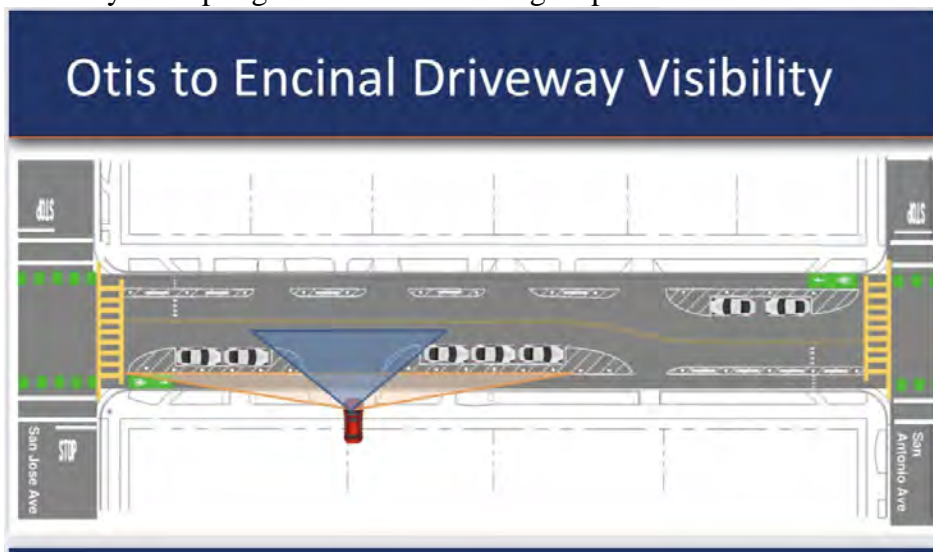 Otis to Encinal Driveway Visibility
STOP
STOP
San Jose Ave
STOP
San
Antonio Ave